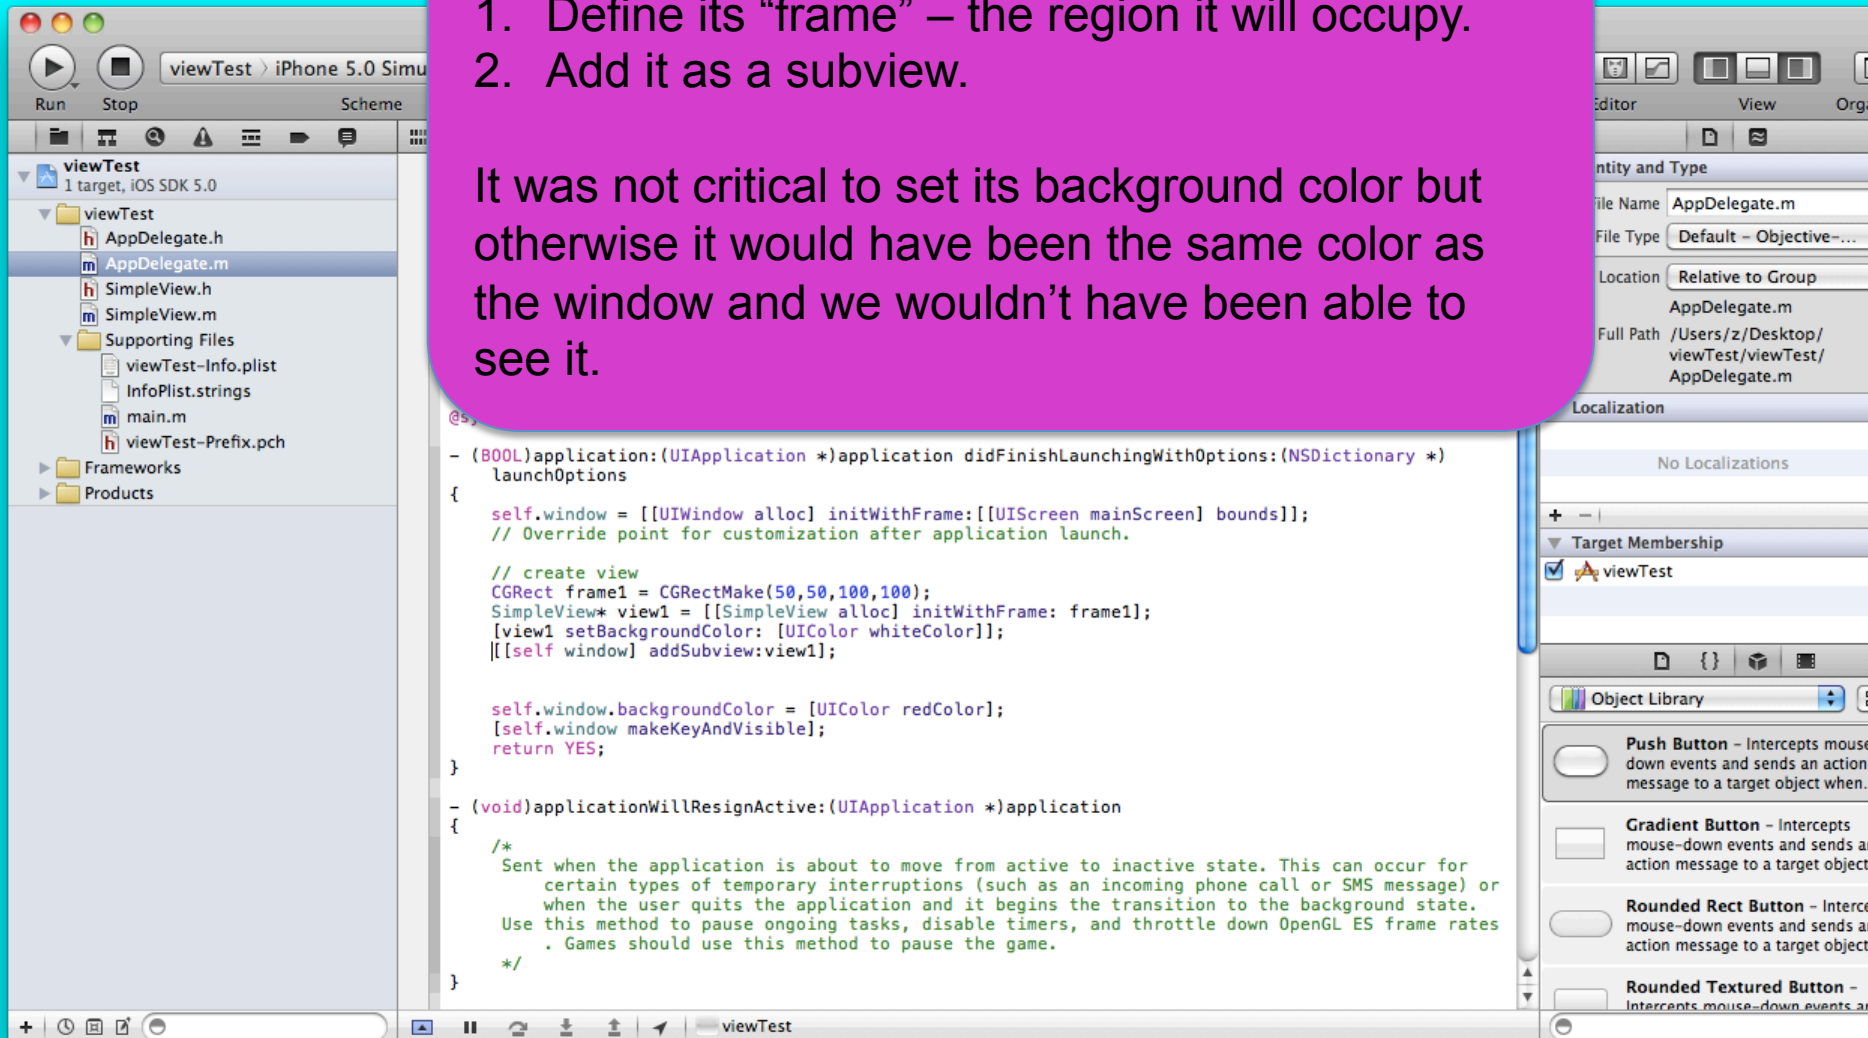 1. Define its “frame” – the region it will occupy.
2. Add it as a subview.
It was not critical to set its background color but
otherwise it would have been the same color as
the window and we wouldn’t have been able to
see it.
viewTest › iPhone 5.0 Simu
Run Stop Scheme
Editor View Orga
viewTest
1 target, iOS SDK 5.0
viewTest
h AppDelegate.h
m AppDelegate.m
h SimpleView.h
m SimpleView.m
Supporting Files
viewTest-Info.plist
InfoPlist.strings
m main.m
h viewTest-Prefix.pch
Frameworks
Products
@sy
- (BOOL)application:(UIApplication *)application didFinishLaunchingWithOptions:(NSDictionary *)
launchOptions
{
self.window = [[UIWindow alloc] initWithFrame:[[UIScreen mainScreen] bounds]];
// Override point for customization after application launch.
// create view
CGRect frame1 = CGRectMake(50,50,100,100);
SimpleView* view1 = [[SimpleView alloc] initWithFrame: frame1];
[view1 setBackgroundColor: [UIColor whiteColor]];
[[self window] addSubview:view1];
self.window.backgroundColor = [UIColor redColor];
[self.window makeKeyAndVisible];
return YES;
}
- (void)applicationWillResignActive:(UIApplication *)application
{
/*
Sent when the application is about to move from active to inactive state. This can occur for
certain types of temporary interruptions (such as an incoming phone call or SMS message) or
when the user quits the application and it begins the transition to the background state.
Use this method to pause ongoing tasks, disable timers, and throttle down OpenGL ES frame rates
. Games should use this method to pause the game.
*/
}
viewTest
ntity and Type
File Name AppDelegate.m
File Type Default – Objective-...
Location Relative to Group
AppDelegate.m
Full Path /Users/z/Desktop/
viewTest/viewTest/
AppDelegate.m
Localization
No Localizations
+ −
Target Membership
viewTest
{}
Object Library
Push Button – Intercepts mouse
down events and sends an action
message to a target object when...
Gradient Button – Intercepts
mouse-down events and sends a
action message to a target object
Rounded Rect Button – Interce
mouse-down events and sends a
action message to a target object
Rounded Textured Button –
Intercepts mouse-down events a